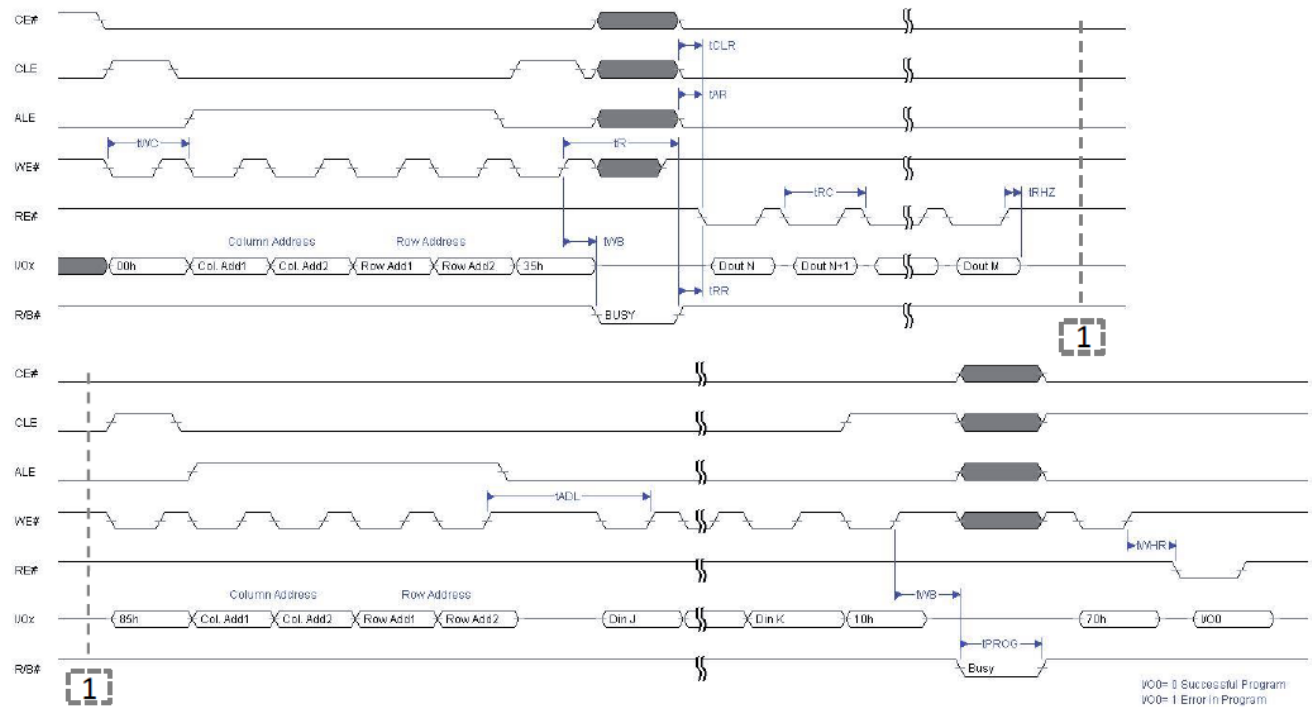 CE#
tCLR
CLE
tAR
ALE
tWC
tR
WE#
tRC
tRHZ
RE#
Column Address Row Address
tWB
I/Ox 00h Col. Add1 Col. Add2 Row Add1 Row Add2 35h Dout N Dout N+1 Dout M
tRR
R/B# BUSY
1
CE#
CLE
ALE
tADL
WE#
tWHR
RE#
Column Address Row Address
tWB
I/Ox 85h Col. Add1 Col. Add2 Row Add1 Row Add2 Din J Din K 10h 70h I/O0
tPROG
R/B# Busy
1
I/O0= 0 Successful Program
I/O0= 1 Error in Program